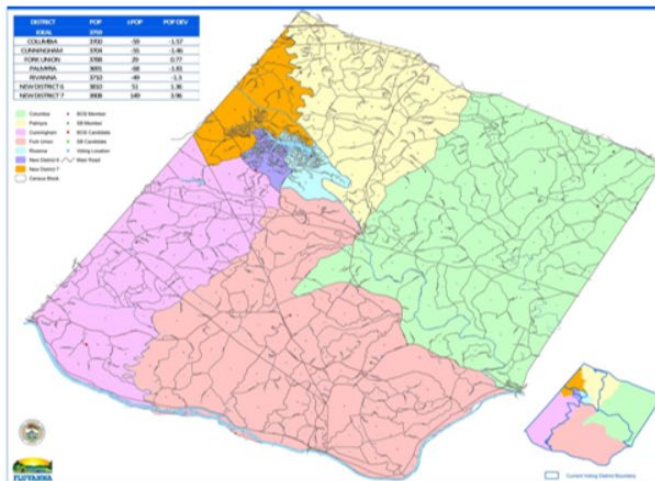 DISTRICT POP ±POP POP DEV
IDEAL 3759
COLUMBIA 3700 -59 -1.57
CUNNINGHAM 3704 -55 -1.46
FORK UNION 3788 29 0.77
PALMYRA 3691 -68 -1.81
RIVANNA 3710 -49 -1.3
NEW DISTRICT 6 3810 51 1.36
NEW DISTRICT 7 3908 149 3.96
Columbia
Palmyra
Cunningham
Fork Union
Rivanna
New District 6
New District 7
Census Block
BOS Member
SB Member
BOS Candidate
SB Candidate
Voting Location
Main Road
FLUVANNA
Current Voting District Boundary